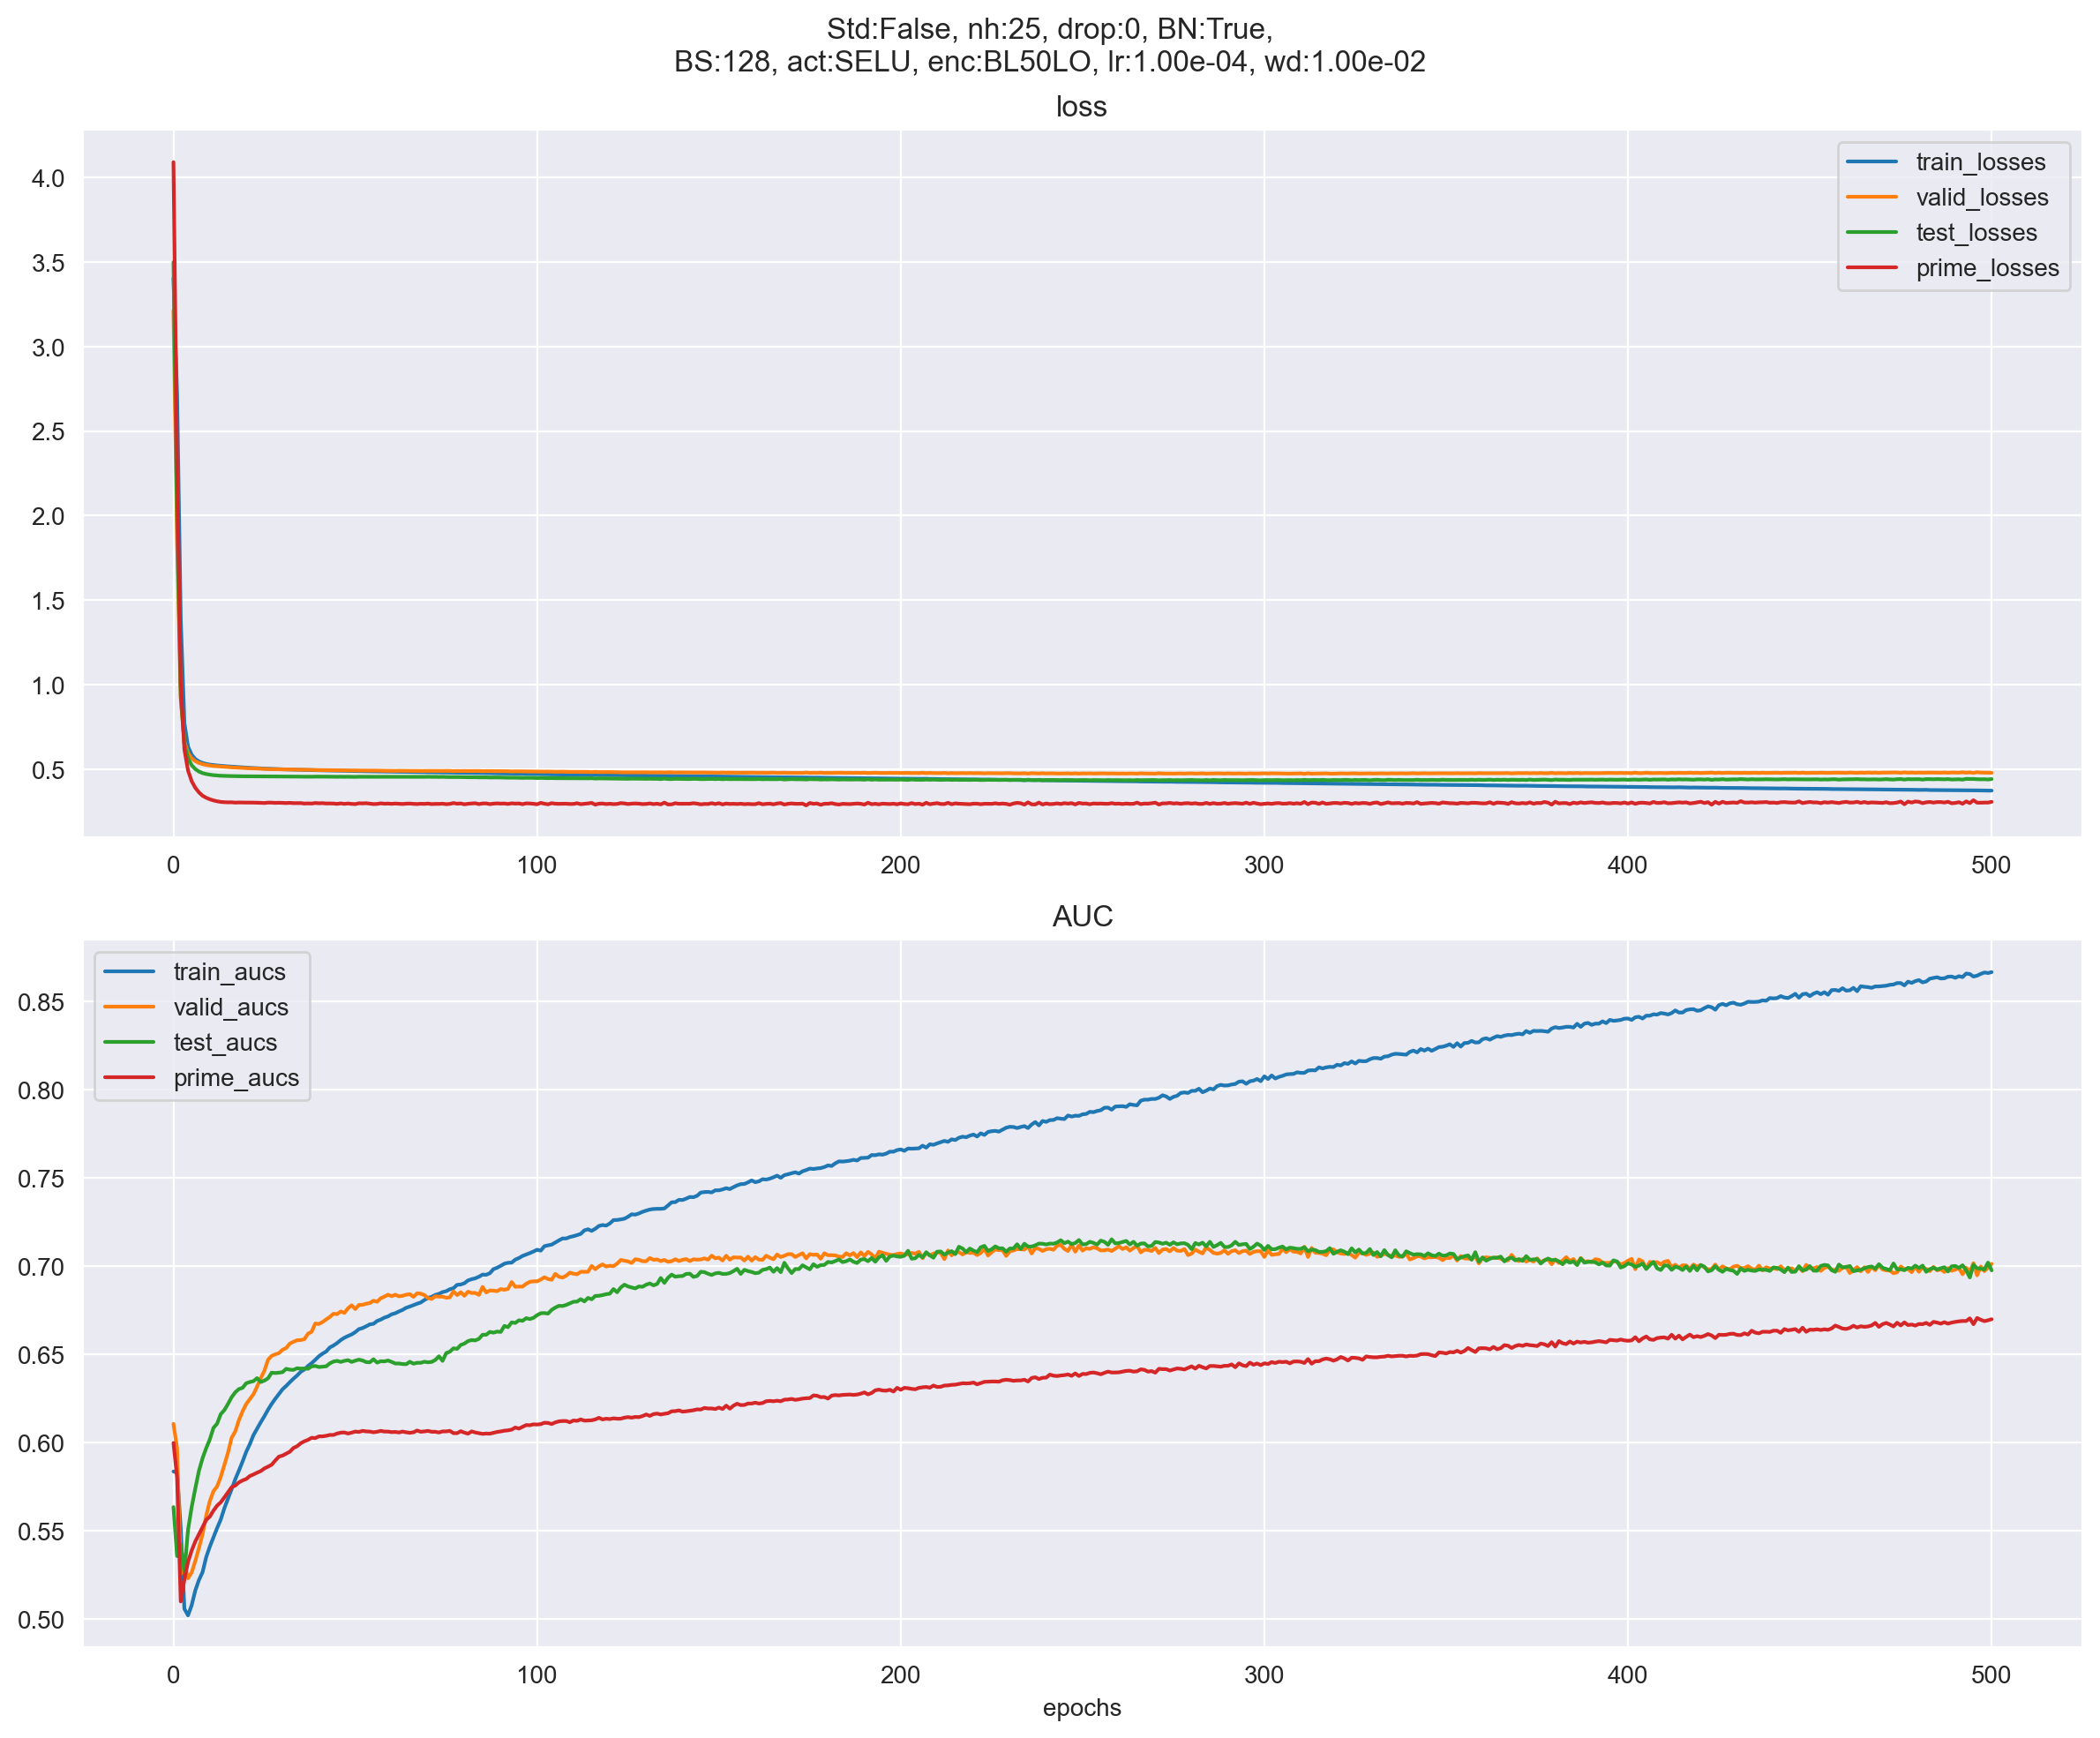 Std:False, nh:25, drop:0, BN:True,
BS:128, act:SELU, enc:BL50LO, lr:1.00e-04, wd:1.00e-02
loss
4.0
3.5
3.0
2.5
2.0
1.5
1.0
0.5
train_losses
valid_losses
test_losses
prime_losses
0 100 200 300 400 500
AUC
train_aucs
valid_aucs
test_aucs
prime_aucs
0.85
0.80
0.75
0.70
0.65
0.60
0.55
0.50
0 100 200 300 400 500
epochs